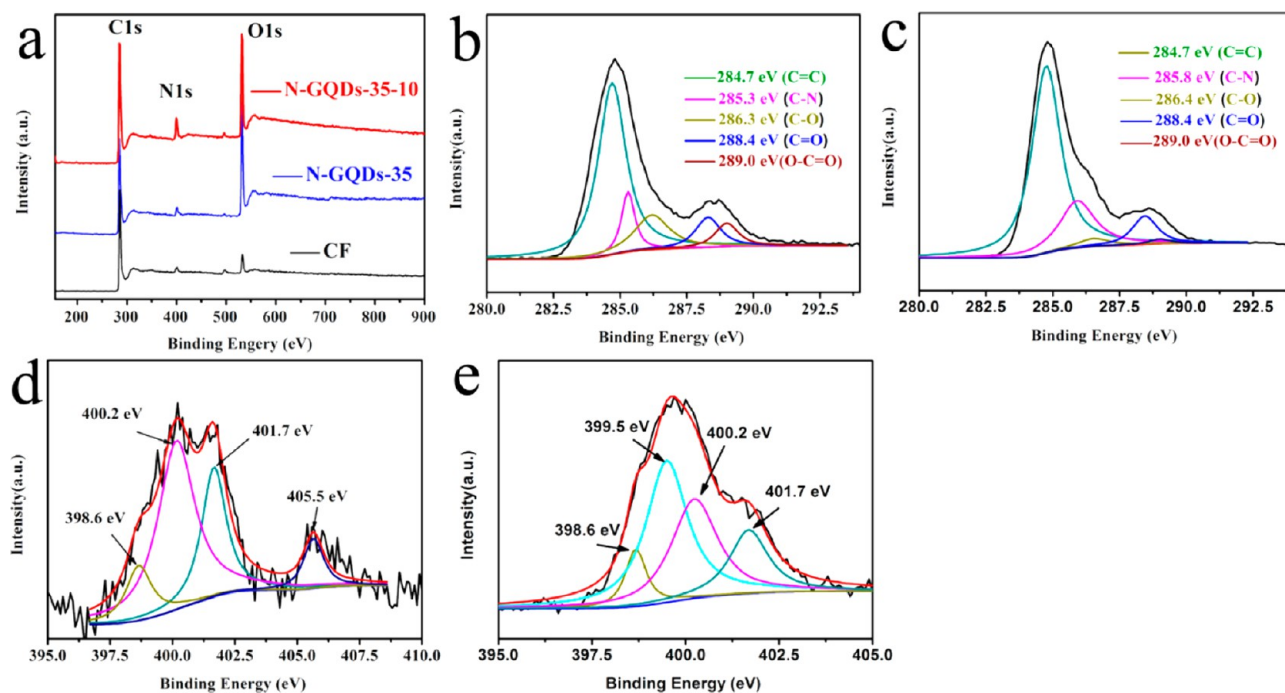 a
C1s
O1s
N1s
N-GQDs-35-10
N-GQDs-35
CF
Intensity (a.u.)
200 300 400 500 600 700 800 900
Binding Engery (eV)
b
284.7 eV (C=C)
285.3 eV (C-N)
286.3 eV (C-O)
288.4 eV (C=O)
289.0 eV(O-C=O)
Intensity(a.u.)
280.0 282.5 285.0 287.5 290.0 292.5
Binding Energy (eV)
c
284.7 eV (C=C)
285.8 eV (C-N)
286.4 eV (C-O)
288.4 eV (C=O)
289.0 eV(O-C=O)
Intensity(a.u.)
280.0 282.5 285.0 287.5 290.0 292.5
Binding Energy (eV)
d
400.2 eV
401.7 eV
398.6 eV
405.5 eV
Intensity(a.u.)
395.0 397.5 400.0 402.5 405.0 407.5 410.0
Binding Energy (eV)
e
399.5 eV
400.2 eV
398.6 eV
401.7 eV
Intensity(a.u.)
395.0 397.5 400.0 402.5 405.0
Binding Energy (eV)